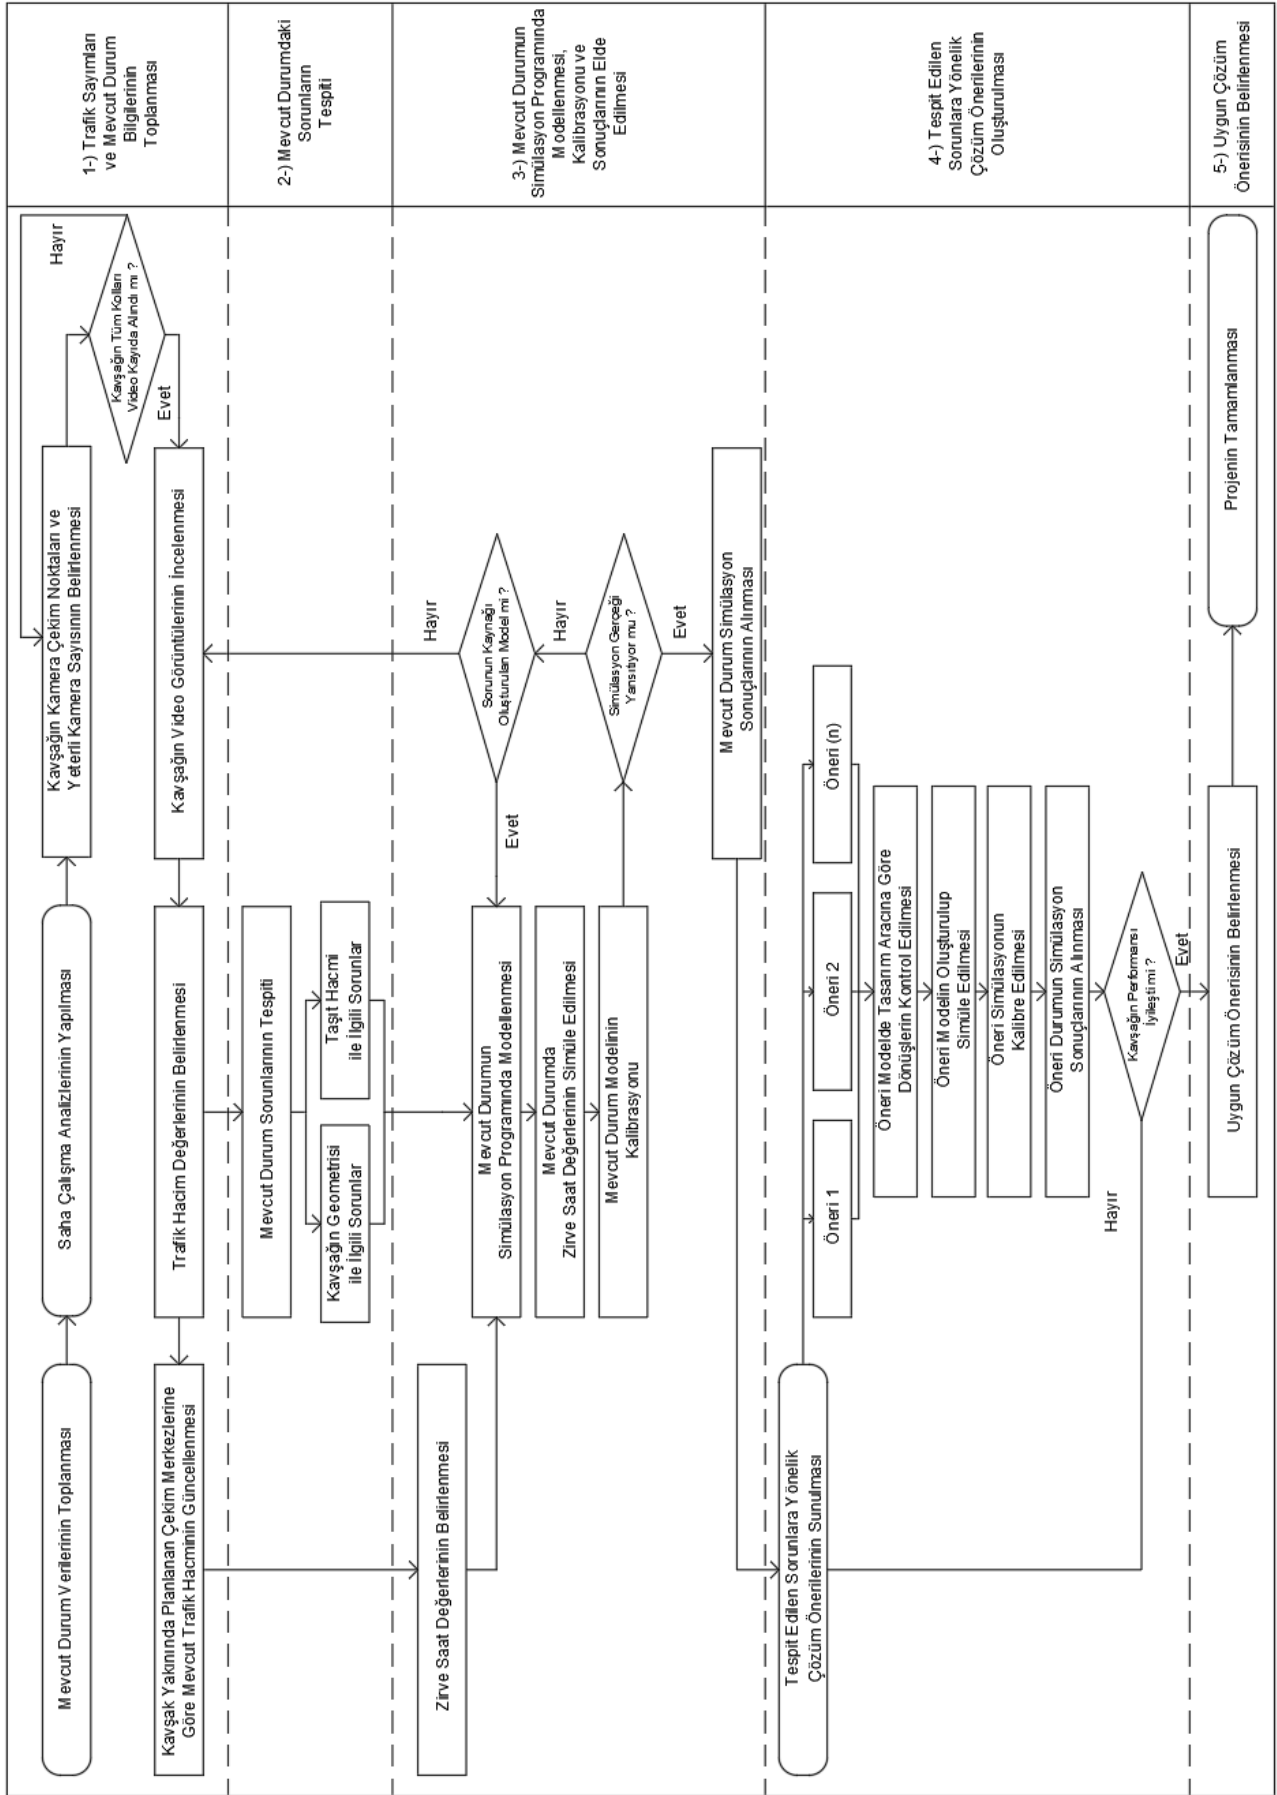 1-) Trafik Sayımları
ve Mevcut Durum
Bilgilerinin
Toplanması
Mevcut Durum Verilerinin Toplanması
Saha Çalışma Analizlerinin Yapılması
Kavşağın Kamera Çekim Noktaları ve
Yeterli Kamera Sayısının Belirlenmesi
Kavşağın Tüm Kolları
Video Kayıda Alındı mı ?
Hayır
Evet
Kavşağın Video Görüntülerinin İncelenmesi
Trafik Hacim Değerlerinin Belirlenmesi
Kavşak Yakınında Planlanan Çekim Merkezlerine
Göre Mevcut Trafik Hacminin Güncellenmesi
2-) Mevcut Durumdaki
Sorunların
Tespiti
Mevcut Durum Sorunlarının Tespiti
Kavşağın Geometrisi
ile İlgili Sorunlar
Taşıt Hacmi
ile İlgili Sorunlar
3-) Mevcut Durumun
Simülasyon Programında
Modellenmesi,
Kalibrasyonu ve
Sonuçlarının Elde
Edilmesi
Zirve Saat Değerlerinin Belirlenmesi
Mevcut Durumun
Simülasyon Programında Modellenmesi
Mevcut Durumda
Zirve Saat Değerlerinin Simüle Edilmesi
Mevcut Durum Modelinin
Kalibrasyonu
Sorunun Kaynağı
Oluşturulan Model mi ?
Hayır
Evet
Simülasyon Gerçeği
Yansıtıyor mu ?
Hayır
Evet
Mevcut Durum Simülasyon
Sonuçlarının Alınması
4-) Tespit Edilen
Sorunlara Yönelik
Çözüm Önerilerinin
Oluşturulması
Tespit Edilen Sorunlara Yönelik
Çözüm Önerilerinin Sunulması
Öneri 1
Öneri 2
Öneri (n)
Öneri Modelde Tasarım Aracına Göre
Dönüşlerin Kontrol Edilmesi
Öneri Modelin Oluşturulup
Simüle Edilmesi
Öneri Simülasyonun
Kalibre Edilmesi
Öneri Durumun Simülasyon
Sonuçlarının Alınması
Kavşağın Performansı
İyileşti mi ?
Hayır
Evet
5-) Uygun Çözüm
Önerisinin Belirlenmesi
Uygun Çözüm Önerisinin Belirlenmesi
Projenin Tamamlanması